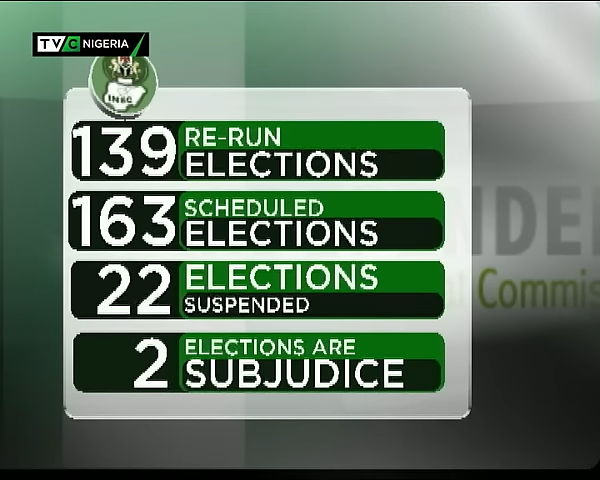 TVC NIGERIA
INEC
139 RE-RUN
ELECTIONS
163 SCHEDULED
ELECTIONS
22 ELECTIONS
SUSPENDED
2 ELECTIONS ARE
SUBJUDICE
Commis